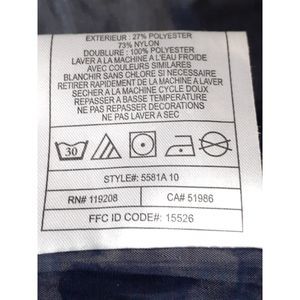 EXTERIEUR: 27% POLYESTER
73% NYLON
DOUBLURE: 100% POLYESTER
LAVER A LA MACHINE A L'EAU FROIDE
AVEC COULEURS SIMILAIRES
BLANCHIR SANS CHLORE SI NECESSAIRE
RETIRER RAPIDEMENT DE LA MACHINE A LAVER
SECHER A LA MACHINE CYCLE DOUX
REPASSER A BASSE TEMPERATURE
NE PAS REPASSER DECORATIONS
NE PAS LAVER A SEC
30
STYLE#: 5581A 10
RN# 119208 CA# 51986
FFC ID CODE#: 15526